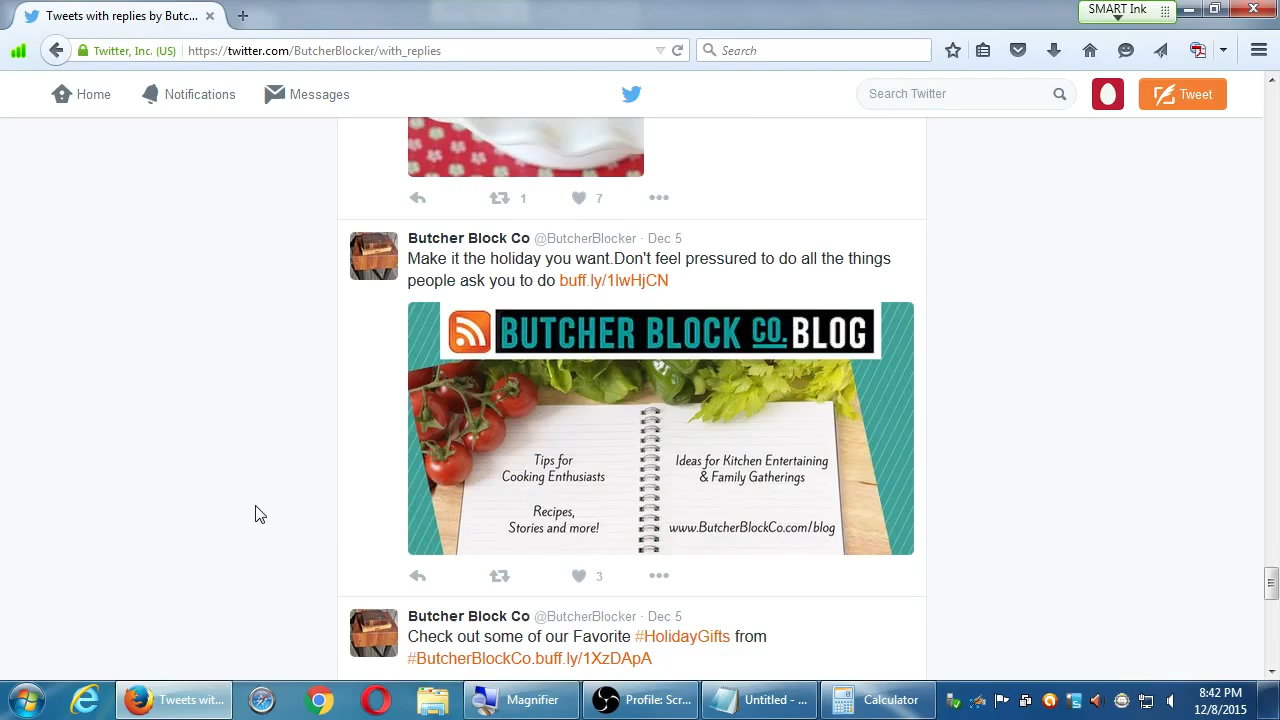 Tweets with replies by Butc...
SMART Ink
Twitter, Inc. (US)
https://twitter.com/ButcherBlocker/with_replies
Search
Home
Notifications
Messages
Search Twitter
Tweet
1
7
Butcher Block Co @ButcherBlocker · Dec 5
Make it the holiday you want.Don't feel pressured to do all the things
people ask you to do buff.ly/1lwHjCN
BUTCHER BLOCK CO. BLOG
Tips for
Cooking Enthusiasts
Recipes,
Stories and more!
Ideas for Kitchen Entertaining
& Family Gatherings
www.ButcherBlockCo.com/blog
3
Butcher Block Co @ButcherBlocker · Dec 5
Check out some of our Favorite #HolidayGifts from
#ButcherBlockCo.buff.ly/1XzDApA
Tweets wit...
Magnifier
Profile: Scr...
Untitled - ...
Calculator
8:42 PM
12/8/2015